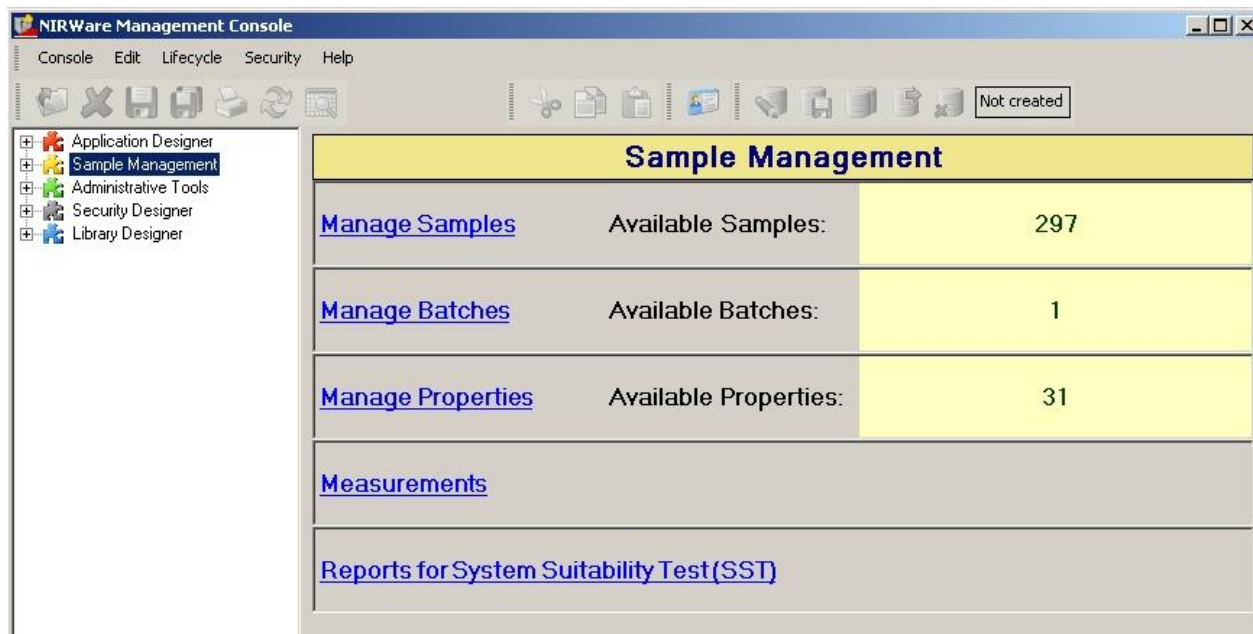 NIRWare Management Console
Console Edit Lifecycle Security Help
Not created
Application Designer
Sample Management
Administrative Tools
Security Designer
Library Designer
Sample Management
Manage Samples Available Samples: 297
Manage Batches Available Batches: 1
Manage Properties Available Properties: 31
Measurements
Reports for System Suitability Test (SST)